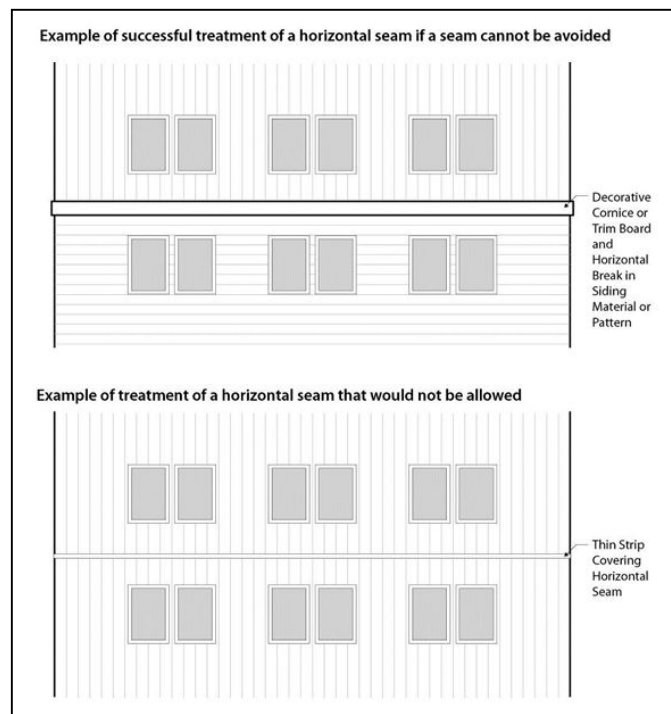 Example of successful treatment of a horizontal seam if a seam cannot be avoided
Decorative
Cornice or
Trim Board
and
Horizontal
Break in
Siding
Material or
Pattern
Example of treatment of a horizontal seam that would not be allowed
Thin Strip
Covering
Horizontal
Seam